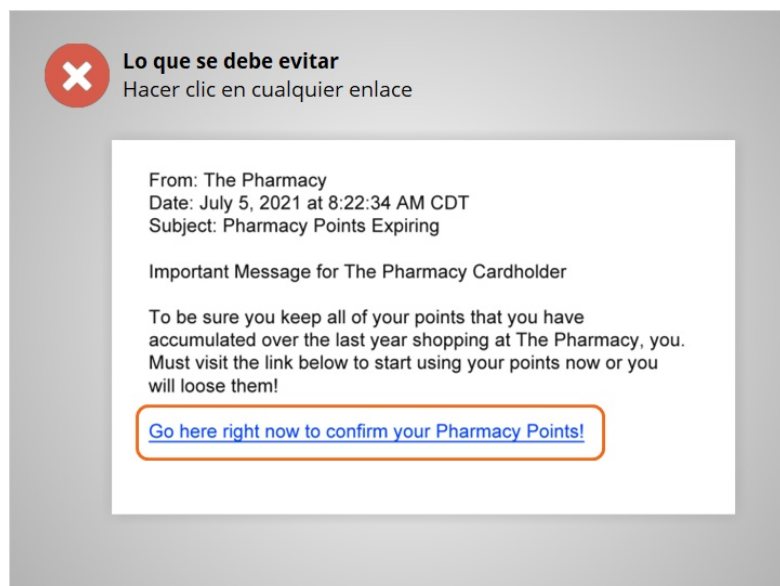 Lo que se debe evitar
Hacer clic en cualquier enlace
From: The Pharmacy
Date: July 5, 2021 at 8:22:34 AM CDT
Subject: Pharmacy Points Expiring
Important Message for The Pharmacy Cardholder
To be sure you keep all of your points that you have
accumulated over the last year shopping at The Pharmacy, you.
Must visit the link below to start using your points now or you
will loose them!
Go here right now to confirm your Pharmacy Points!